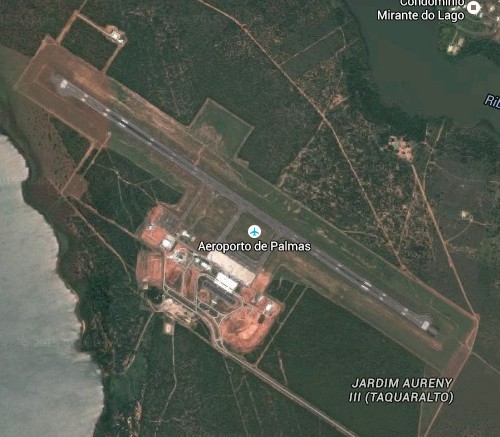 Condomínio
Mirante do Lago
Aeroporto de Palmas
JARDIM AURENY
III (TAQUARALTO)